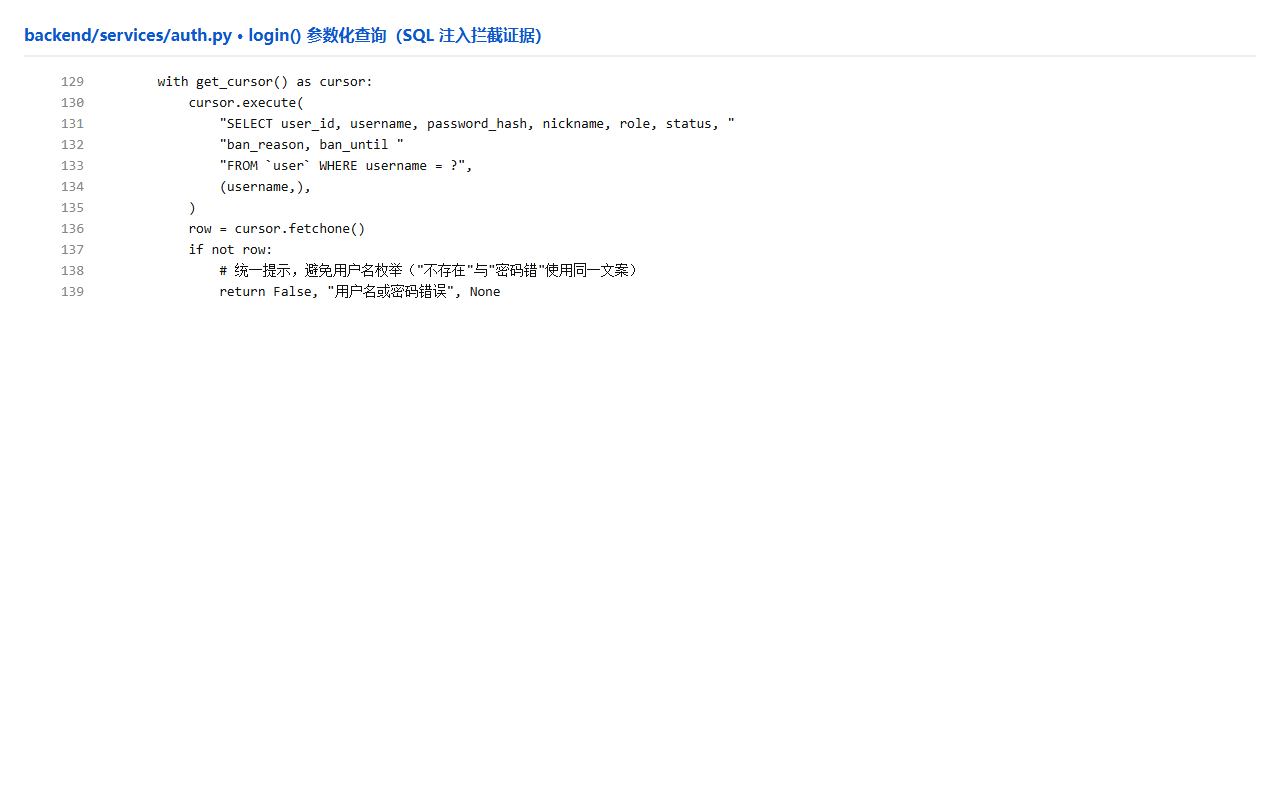 backend/services/auth.py • login() 参数化查询（SQL 注入拦截证据）
129 with get_cursor() as cursor:
130 cursor.execute(
131 "SELECT user_id, username, password_hash, nickname, role, status, "
132 "ban_reason, ban_until "
133 "FROM `user` WHERE username = ?",
134 (username,),
135 )
136 row = cursor.fetchone()
137 if not row:
138 # 统一提示，避免用户名枚举（"不存在"与"密码错"使用同一文案）
139 return False, "用户名或密码错误", None